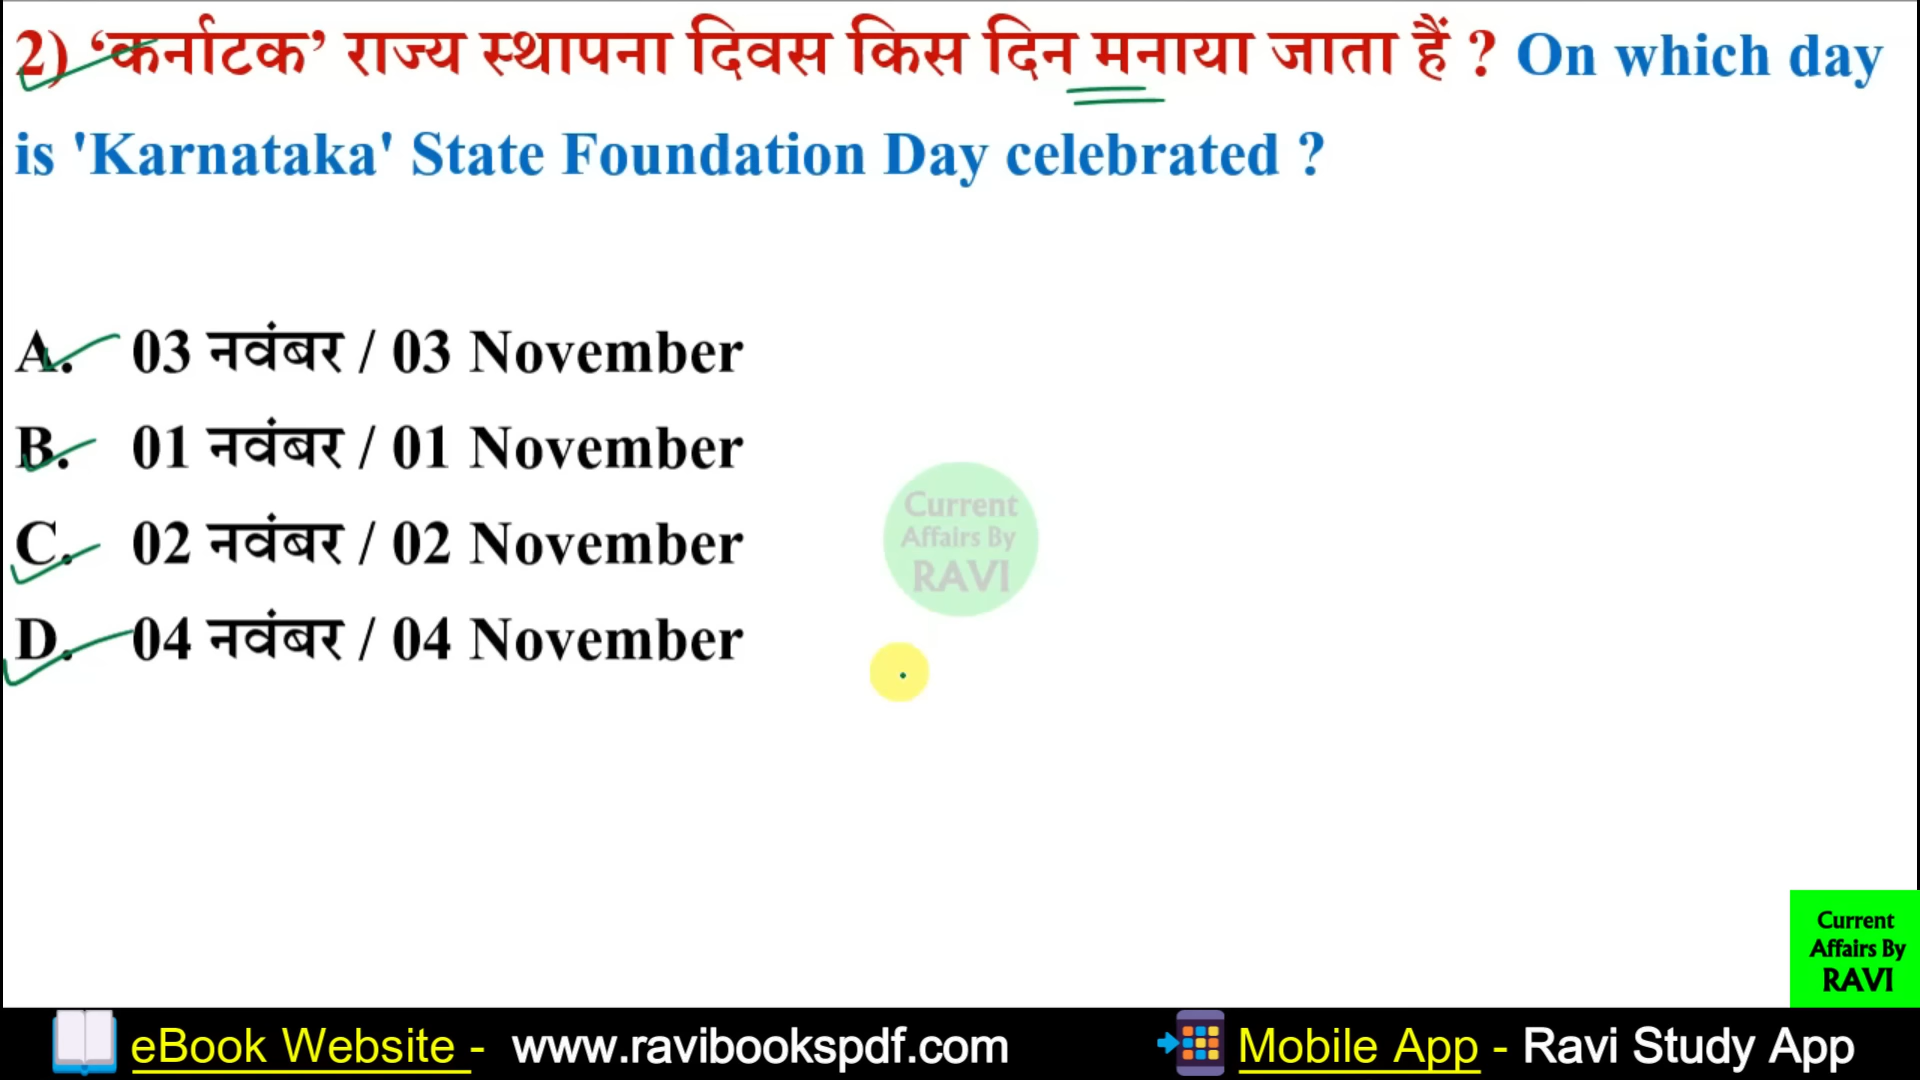 2) ‘कर्नाटक’ राज्य स्थापना दिवस किस दिन मनाया जाता हैं ? On which day
is 'Karnataka' State Foundation Day celebrated ?
A. 03 नवंबर / 03 November
B. 01 नवंबर / 01 November
C. 02 नवंबर / 02 November
D. 04 नवंबर / 04 November
Current
Affairs By
RAVI
Current
Affairs By
RAVI
eBook Website - www.ravibookspdf.com
Mobile App - Ravi Study App